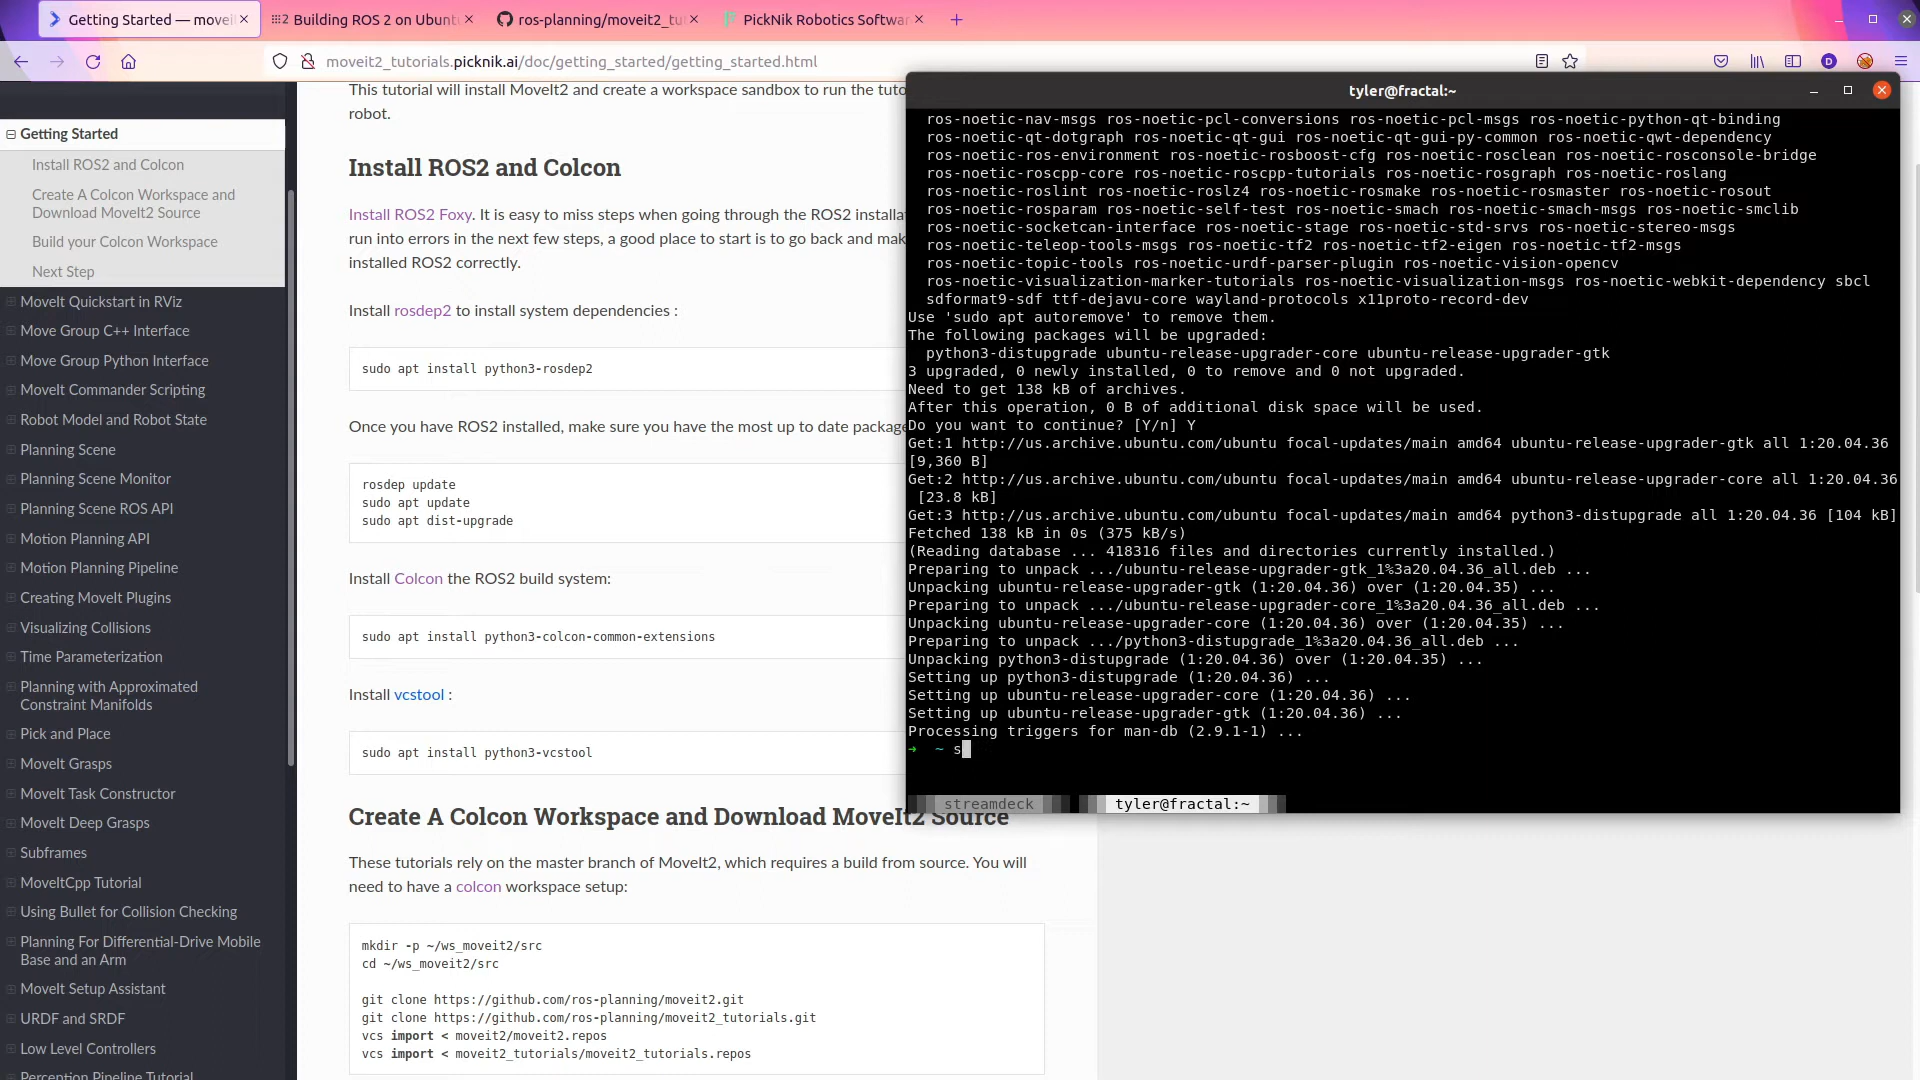 Getting Started — movei
Building ROS 2 on Ubunt
ros-planning/moveit2_tu
PickNik Robotics Softwar
moveit2_tutorials.picknik.ai/doc/getting_started/getting_started.html
Getting Started
Install ROS2 and Colcon
Create A Colcon Workspace and
Download MoveIt2 Source
Build your Colcon Workspace
Next Step
MoveIt Quickstart in RViz
Move Group C++ Interface
Move Group Python Interface
MoveIt Commander Scripting
Robot Model and Robot State
Planning Scene
Planning Scene Monitor
Planning Scene ROS API
Motion Planning API
Motion Planning Pipeline
Creating MoveIt Plugins
Visualizing Collisions
Time Parameterization
Planning with Approximated
Constraint Manifolds
Pick and Place
MoveIt Grasps
MoveIt Task Constructor
MoveIt Deep Grasps
Subframes
MoveItCpp Tutorial
Using Bullet for Collision Checking
Planning For Differential-Drive Mobile
Base and an Arm
MoveIt Setup Assistant
URDF and SRDF
Low Level Controllers
Perception Pipeline Tutorial
This tutorial will install MoveIt2 and create a workspace sandbox to run the tuto
robot.
Install ROS2 and Colcon
Install ROS2 Foxy. It is easy to miss steps when going through the ROS2 installa
run into errors in the next few steps, a good place to start is to go back and mak
installed ROS2 correctly.
Install rosdep2 to install system dependencies :
sudo apt install python3-rosdep2
Once you have ROS2 installed, make sure you have the most up to date package
rosdep update
sudo apt update
sudo apt dist-upgrade
Install Colcon the ROS2 build system:
sudo apt install python3-colcon-common-extensions
Install vcstool :
sudo apt install python3-vcstool
Create A Colcon Workspace and Download MoveIt2 Source
These tutorials rely on the master branch of MoveIt2, which requires a build from source. You will
need to have a colcon workspace setup:
mkdir -p ~/ws_moveit2/src
cd ~/ws_moveit2/src
git clone https://github.com/ros-planning/moveit2.git
git clone https://github.com/ros-planning/moveit2_tutorials.git
vcs import < moveit2/moveit2.repos
vcs import < moveit2_tutorials/moveit2_tutorials.repos
tyler@fractal:~
ros-noetic-nav-msgs ros-noetic-pcl-conversions ros-noetic-pcl-msgs ros-noetic-python-qt-binding
ros-noetic-qt-dotgraph ros-noetic-qt-gui ros-noetic-qt-gui-py-common ros-noetic-qwt-dependency
ros-noetic-ros-environment ros-noetic-rosboost-cfg ros-noetic-rosclean ros-noetic-rosconsole-bridge
ros-noetic-roscpp-core ros-noetic-roscpp-tutorials ros-noetic-rosgraph ros-noetic-roslang
ros-noetic-roslint ros-noetic-roslz4 ros-noetic-rosmake ros-noetic-rosmaster ros-noetic-rosout
ros-noetic-rosparam ros-noetic-self-test ros-noetic-smach ros-noetic-smach-msgs ros-noetic-smclib
ros-noetic-socketcan-interface ros-noetic-stage ros-noetic-std-srvs ros-noetic-stereo-msgs
ros-noetic-teleop-tools-msgs ros-noetic-tf2 ros-noetic-tf2-eigen ros-noetic-tf2-msgs
ros-noetic-topic-tools ros-noetic-urdf-parser-plugin ros-noetic-vision-opencv
ros-noetic-visualization-marker-tutorials ros-noetic-visualization-msgs ros-noetic-webkit-dependency sbcl
sdformat9-sdf ttf-dejavu-core wayland-protocols x11proto-record-dev
Use 'sudo apt autoremove' to remove them.
The following packages will be upgraded:
python3-distupgrade ubuntu-release-upgrader-core ubuntu-release-upgrader-gtk
3 upgraded, 0 newly installed, 0 to remove and 0 not upgraded.
Need to get 138 kB of archives.
After this operation, 0 B of additional disk space will be used.
Do you want to continue? [Y/n] Y
Get:1 http://us.archive.ubuntu.com/ubuntu focal-updates/main amd64 ubuntu-release-upgrader-gtk all 1:20.04.36
[9,360 B]
Get:2 http://us.archive.ubuntu.com/ubuntu focal-updates/main amd64 ubuntu-release-upgrader-core all 1:20.04.36
[23.8 kB]
Get:3 http://us.archive.ubuntu.com/ubuntu focal-updates/main amd64 python3-distupgrade all 1:20.04.36 [104 kB]
Fetched 138 kB in 0s (375 kB/s)
(Reading database ... 418316 files and directories currently installed.)
Preparing to unpack .../ubuntu-release-upgrader-gtk_1%3a20.04.36_all.deb ...
Unpacking ubuntu-release-upgrader-gtk (1:20.04.36) over (1:20.04.35) ...
Preparing to unpack .../ubuntu-release-upgrader-core_1%3a20.04.36_all.deb ...
Unpacking ubuntu-release-upgrader-core (1:20.04.36) over (1:20.04.35) ...
Preparing to unpack .../python3-distupgrade_1%3a20.04.36_all.deb ...
Unpacking python3-distupgrade (1:20.04.36) over (1:20.04.35) ...
Setting up python3-distupgrade (1:20.04.36) ...
Setting up ubuntu-release-upgrader-core (1:20.04.36) ...
Setting up ubuntu-release-upgrader-gtk (1:20.04.36) ...
Processing triggers for man-db (2.9.1-1) ...
➜ ~ s
streamdeck tyler@fractal:~